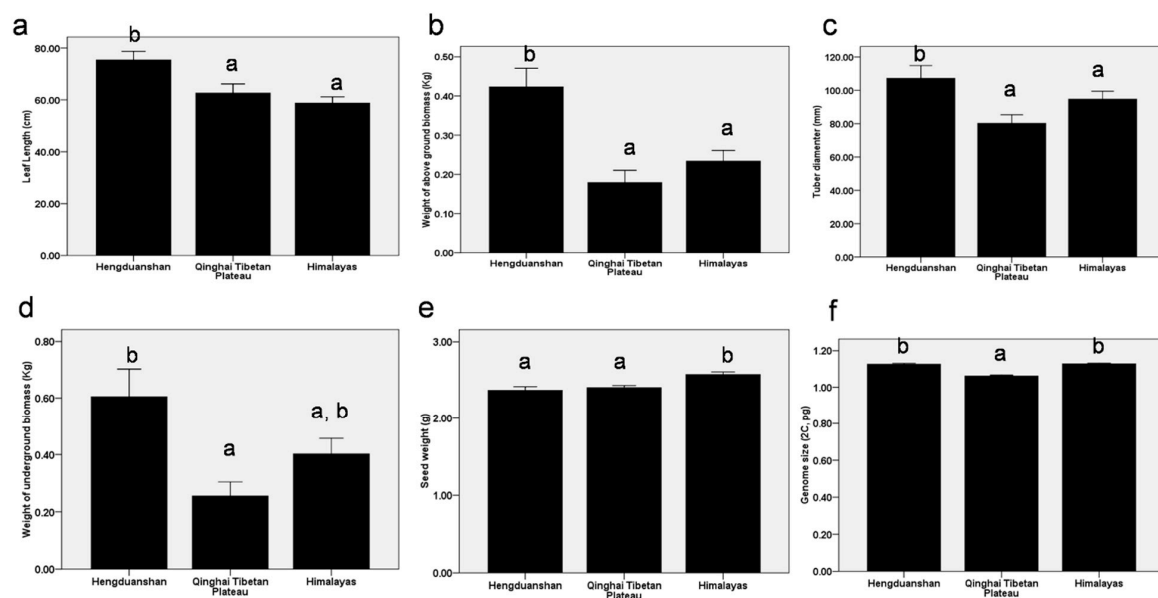 a
Leaf Length (cm)
80.00
60.00
40.00
20.00
0.00
b
a
a
Hengduanshan
Qinghai Tibetan
Plateau
Himalayas
b
Weight of above ground biomass (Kg)
0.50
0.40
0.30
0.20
0.10
0.00
b
a
a
Hengduanshan
Qinghai Tibetan
Plateau
Himalayas
c
Tuber diamenter (mm)
120.00
100.00
80.00
60.00
40.00
20.00
0.00
b
a
a
Hengduanshan
Qinghai Tibetan
Plateau
Himalayas
d
Weight of underground biomass (Kg)
0.80
0.60
0.40
0.20
0.00
b
a
a, b
Hengduanshan
Qinghai Tibetan
Plateau
Himalayas
e
Seed weight (g)
3.00
2.00
1.00
0.00
a
a
b
Hengduanshan
Qinghai Tibetan
Plateau
Himalayas
f
Genome size (2C, pg)
1.20
1.00
0.80
0.60
0.40
0.20
0.00
b
a
b
Hengduanshan
Qinghai Tibetan
Plateau
Himalayas